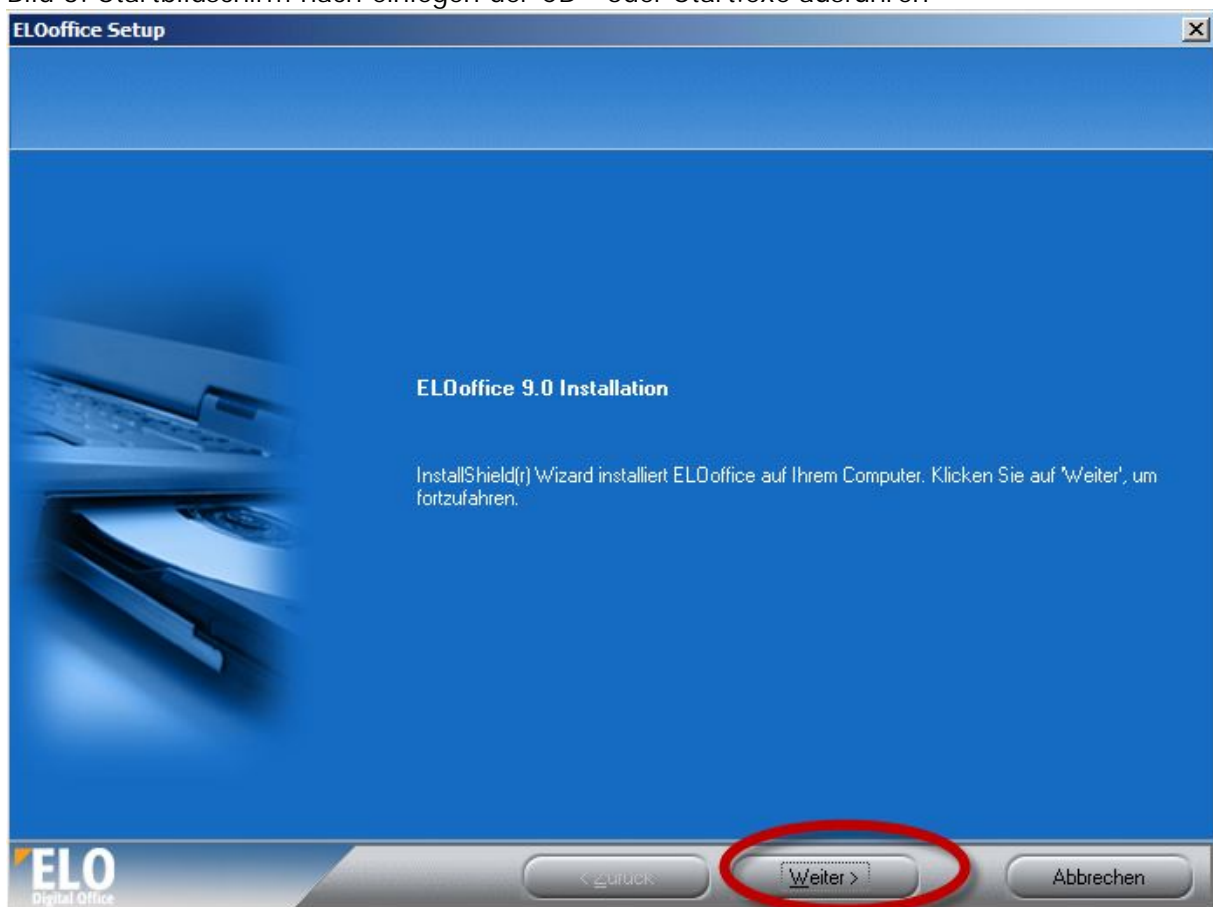 ELOoffice Setup
ELOoffice 9.0 Installation
InstallShield(r) Wizard installiert ELOoffice auf Ihrem Computer. Klicken Sie auf 'Weiter', um
fortzufahren.
ELO
Digital Office
< Zurück
Weiter >
Abbrechen